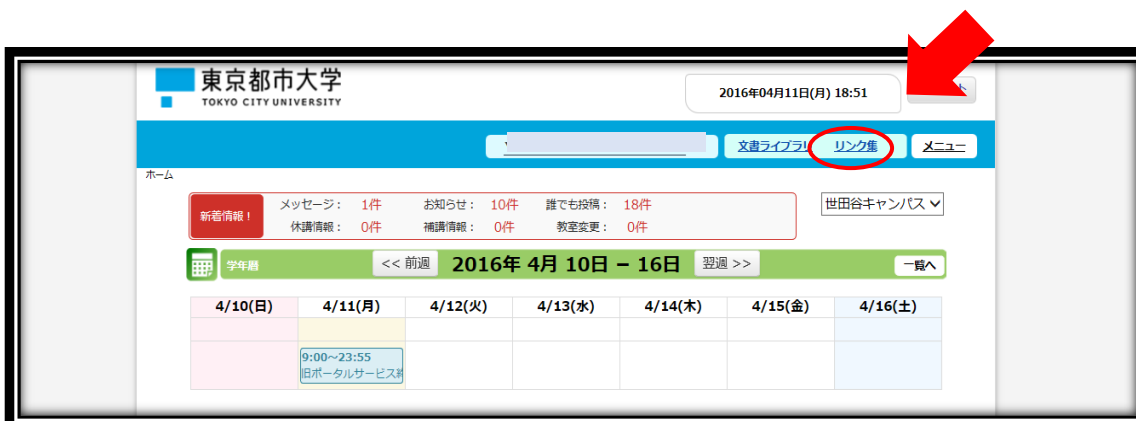 東京都市大学
TOKYO CITY UNIVERSITY
2016年04月11日(月) 18:51
文書ライブラリ
リンク集
メニュー
ホーム
新着情報！
メッセージ： 1件 お知らせ： 10件 誰でも投稿： 18件
休講情報： 0件 補講情報： 0件 教室変更： 0件
世田谷キャンパス
学年暦
<< 前週
2016年 4月 10日 － 16日
翌週 >>
一覧へ
4/10(日) 4/11(月) 4/12(火) 4/13(水) 4/14(木) 4/15(金) 4/16(土)
9:00～23:55
旧ポータルサービス